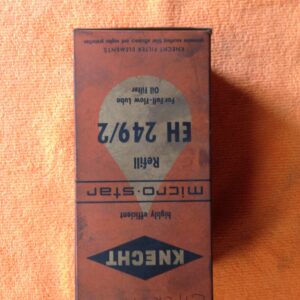 KNECHT
highly efficient
micro-star
Refill
EH 249/2
For Full-Flow Lube
Oil Filter
KNECHT FILTER ELEMENTS